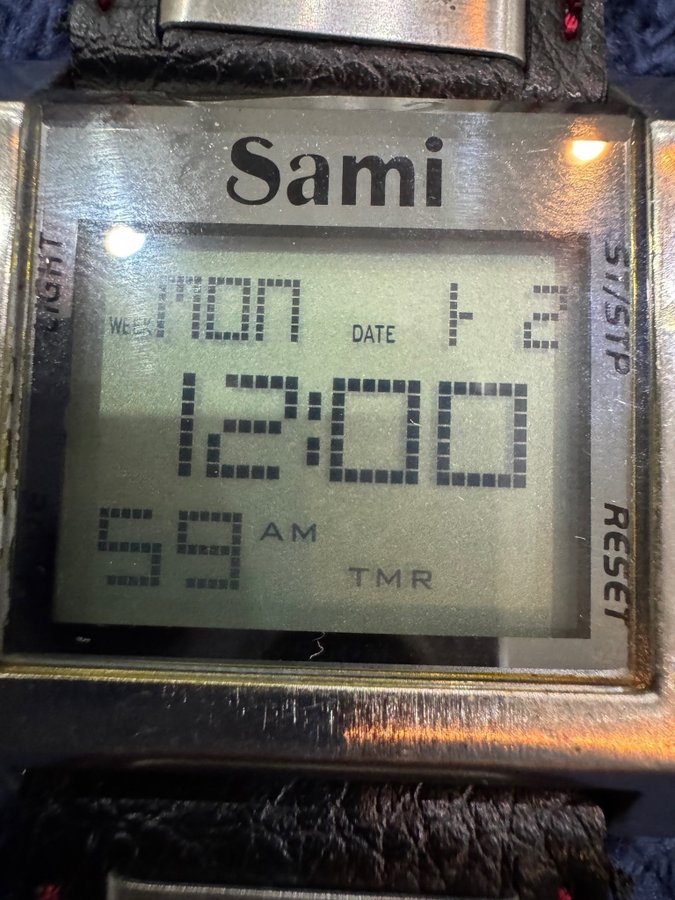 Sami
LIGHT
ST/STP
WEEK MON DATE 1- 2
12:00
59 AM
TMR
RESET